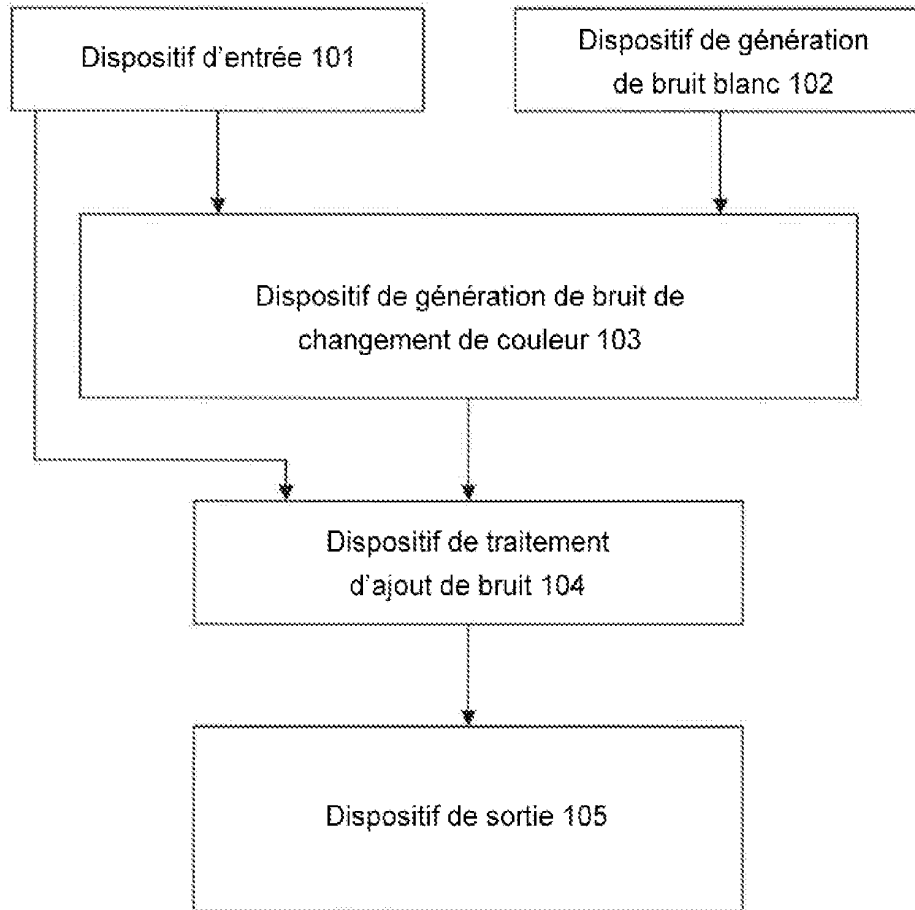 Dispositif d'entrée 101
Dispositif de génération
de bruit blanc 102
Dispositif de génération de bruit de
changement de couleur 103
Dispositif de traitement
d'ajout de bruit 104
Dispositif de sortie 105